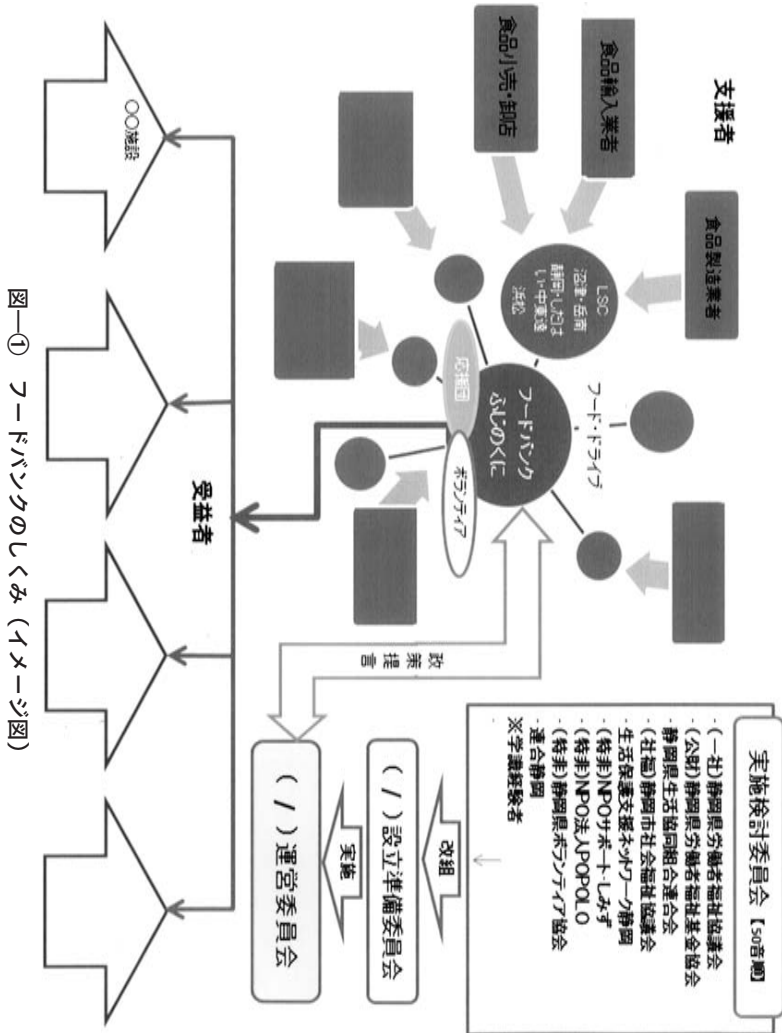 支援者
食品輸入業者
食品小売・卸店
食品製造業者
LSC
沼津・岳南
静岡・しだはい・中東遠
浜松
フード・ドライブ
フードバンク
ふじのくに
応援団
ボランティア
受益者
〇〇施設
政策提言
実施検討委員会【50音順】
・(一社)静岡県労働者福祉協議会
・(公財)静岡県労働者福祉基金協会
静岡県生活協同組合連合会
・(社福)静岡市社会福祉協議会
生活保護支援ネットワーク静岡
・(特非)NPOサポート・しみず
・(特非)NPO法人POPOLO
・(特非)静岡県ボランティア協会
・連合静岡
※学識経験者
改組
( / )設立準備委員会
実施
( / )運営委員会
図―① フードバンクのしくみ(イメージ図)